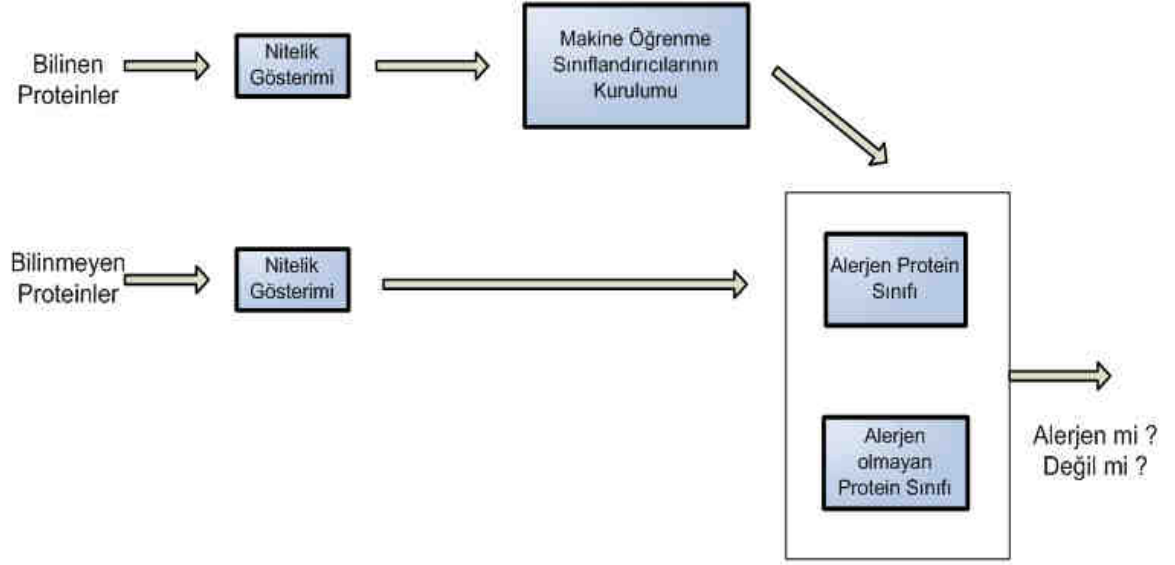 Bilinen
Proteinler
Nitelik
Gösterimi
Makine Öğrenme
Sınıflandırıcılarının
Kurulumu
Bilinmeyen
Proteinler
Nitelik
Gösterimi
Alerjen Protein
Sınıfı
Alerjen
olmayan
Protein Sınıfı
Alerjen mi ?
Değil mi ?